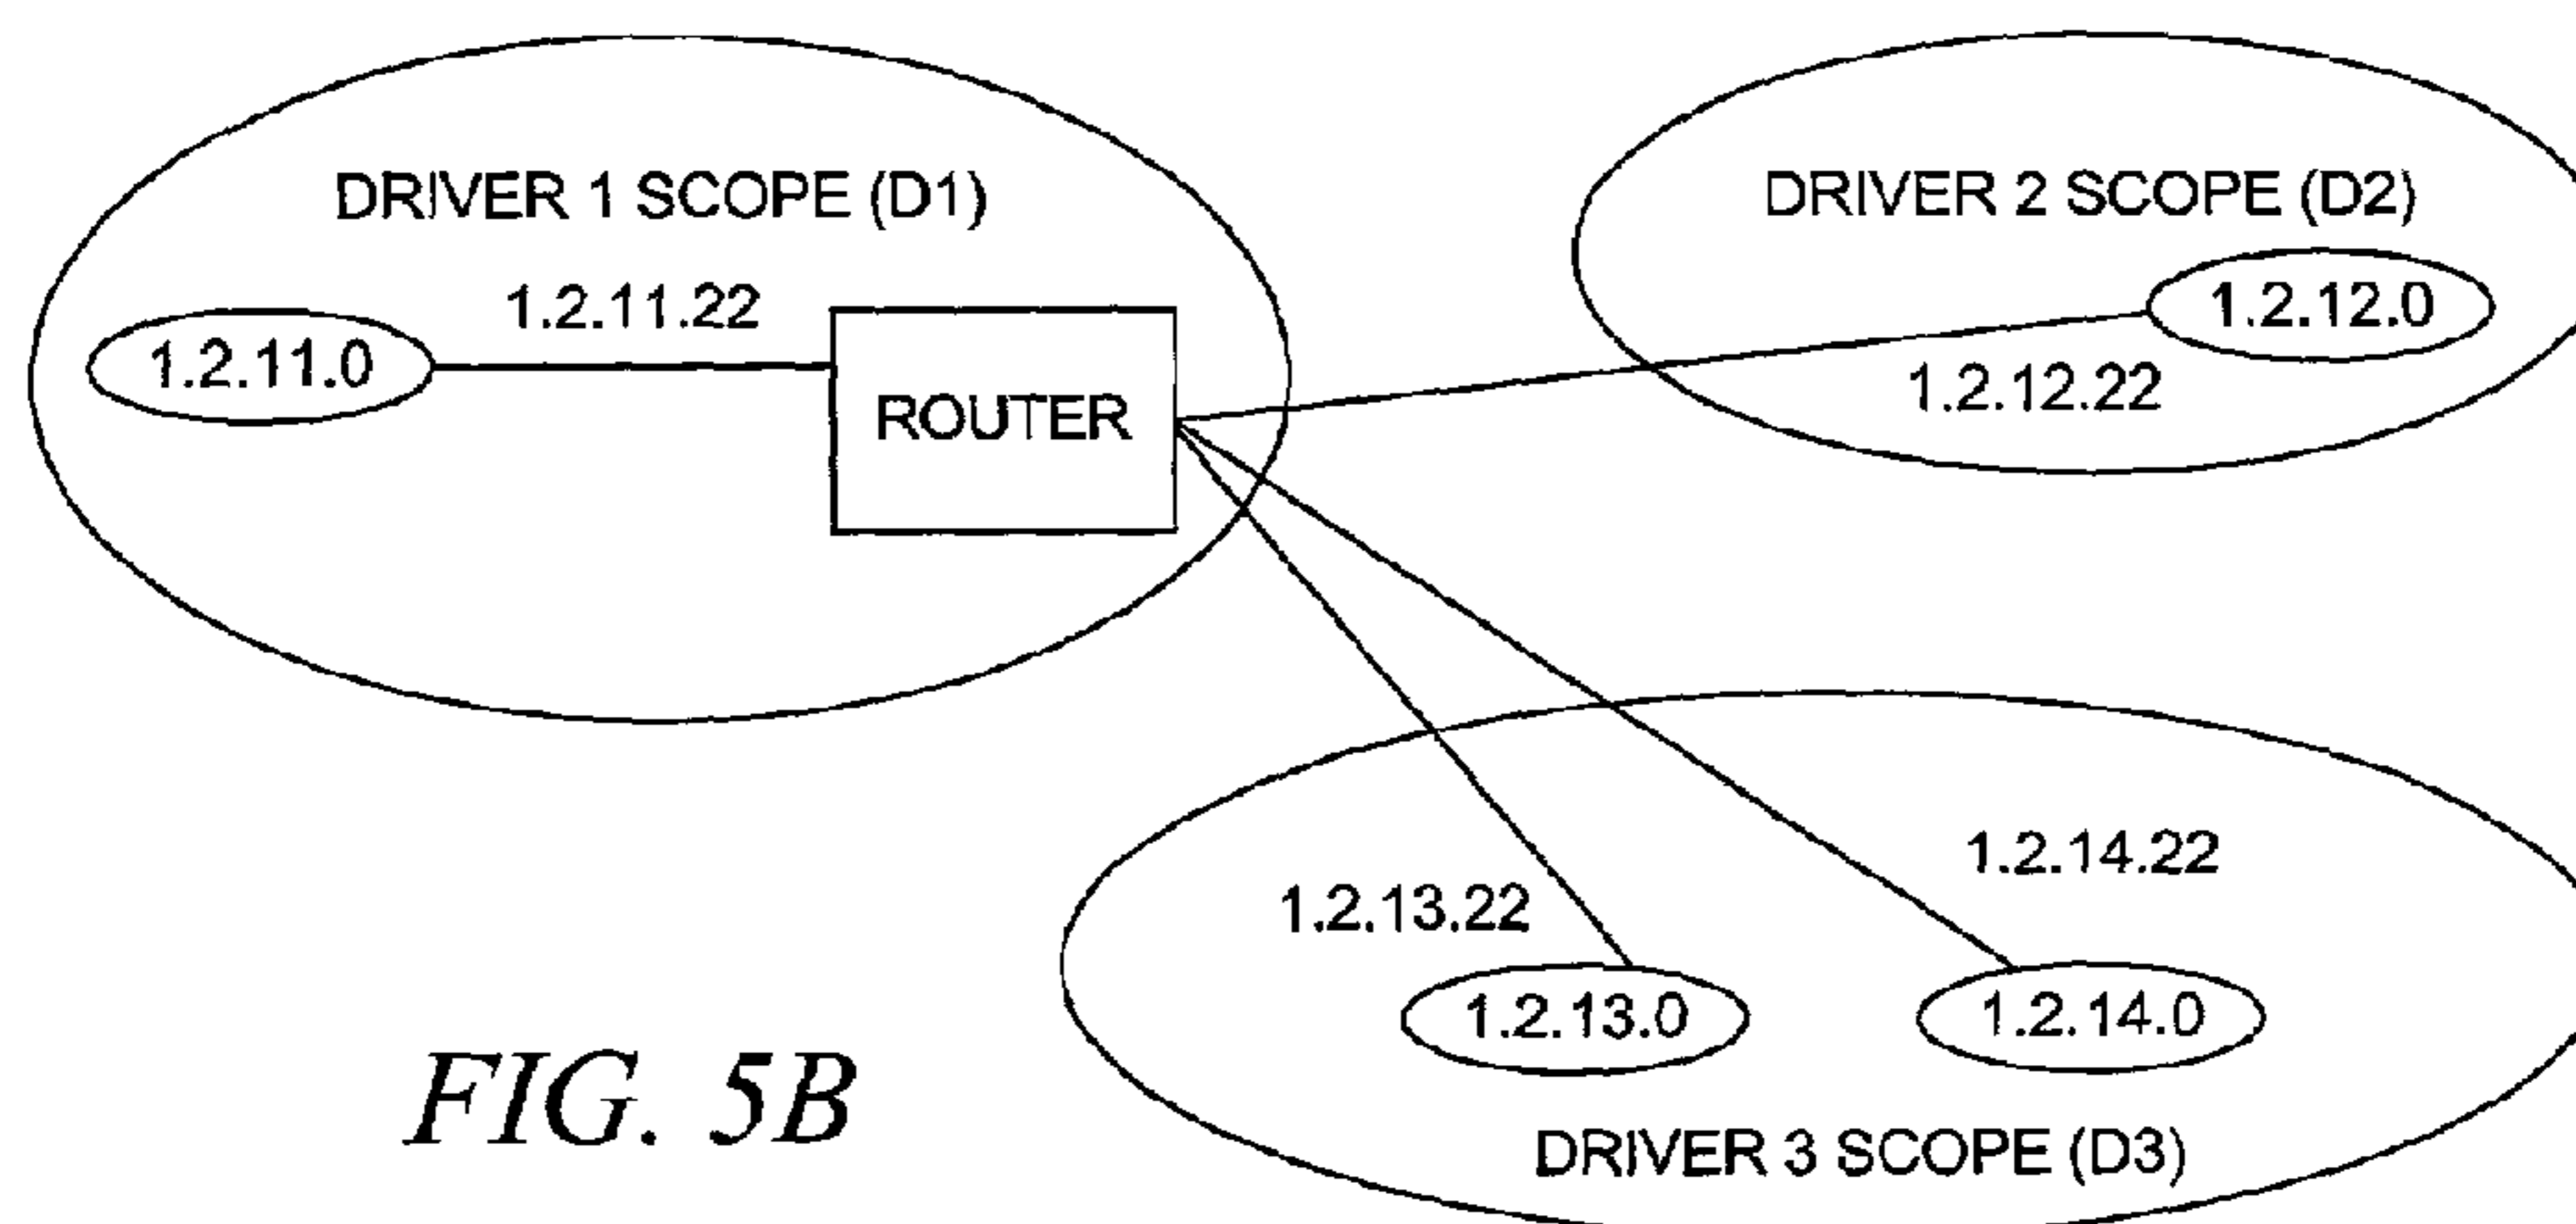 DRIVER 1 SCOPE (D1)
1.2.11.22
1.2.11.0
ROUTER
DRIVER 2 SCOPE (D2)
1.2.12.0
1.2.12.22
1.2.14.22
1.2.13.22
1.2.13.0
1.2.14.0
DRIVER 3 SCOPE (D3)
FIG. 5B